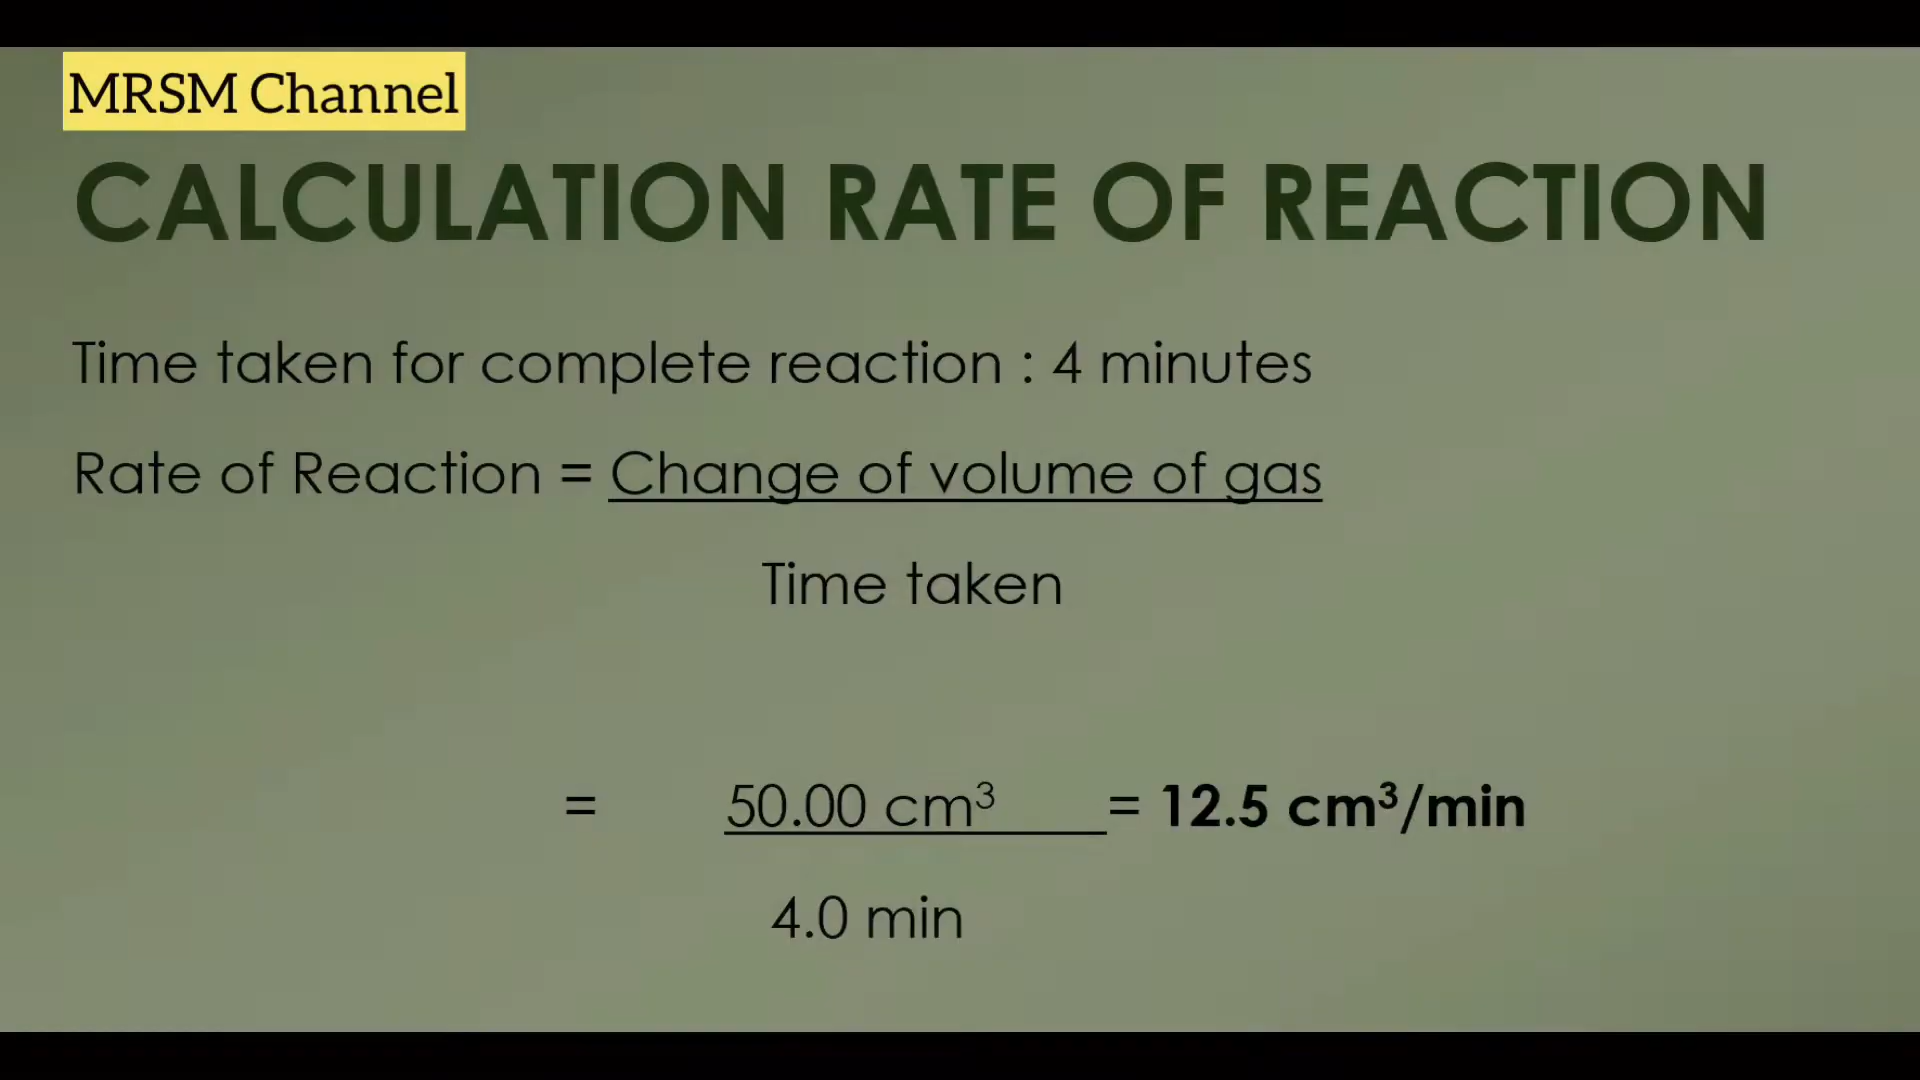 MRSM Channel
CALCULATION RATE OF REACTION
Time taken for complete reaction : 4 minutes
Rate of Reaction = Change of volume of gas
Time taken
= 50.00 cm³ = 12.5 cm³/min
4.0 min